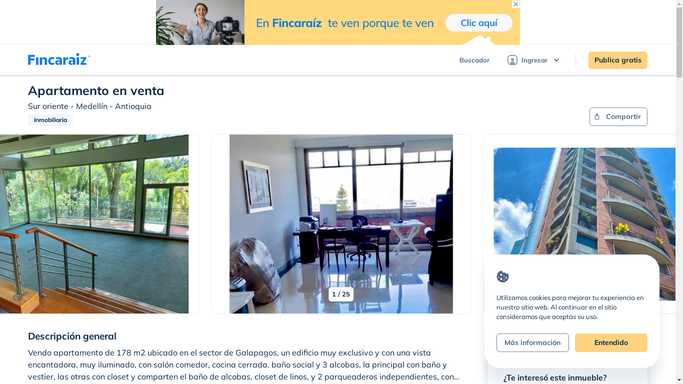 En Fincaraíz te ven porque te ven
Clic aquí
Fincaraiz
Buscador
Ingresar
Publica gratis
Apartamento en venta
Sur oriente - Medellín - Antioquia
Inmobiliaria
Compartir
1 / 25
Utilizamos cookies para mejorar tu experiencia en
nuestro sitio web. Al continuar en el sitio
consideramos que aceptas su uso.
Más información
Entendido
Descripción general
Vendo apartamento de 178 m2 ubicado en el sector de Galapagos, un edificio muy exclusivo y con una vista
encantadora, muy iluminado, con salón comedor, cocina cerrada, baño social y 3 alcobas, la principal con baño y
vestier, las otras con closet y comparten el baño de alcobas, closet de linos, y 2 parqueaderos independientes, con...
¿Te interesó este inmueble?